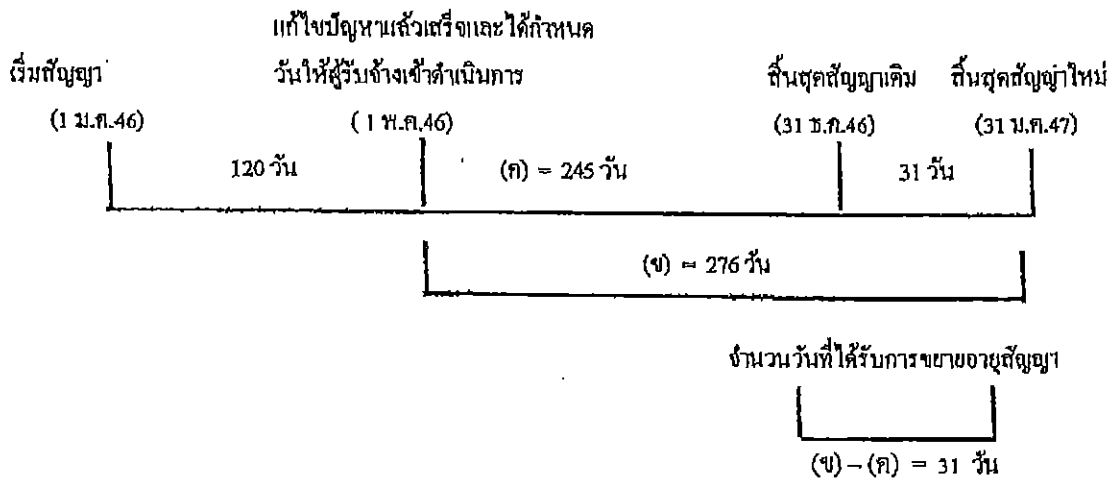 แก้ไขปัญหาแล้วเสร็จและได้กำหนด
เริ่มสัญญา วันให้ผู้รับจ้างเข้าดำเนินการ สิ้นสุดสัญญาเดิม สิ้นสุดสัญญาใหม่
(1 ม.ค.46) (1 พ.ค.46) (31 ธ.ค.46) (31 ม.ค.47)
120 วัน (ค) = 245 วัน 31 วัน
(ข) = 276 วัน
จำนวนวันที่ได้รับการขยายอายุสัญญา
(ข) – (ค) = 31 วัน